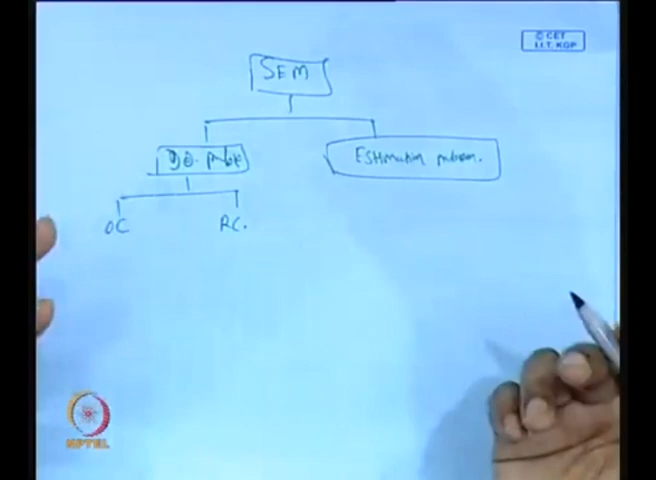 © CET
I.I.T. KGP
SEM
Estimation problem.
OC
RC.
NPTEL